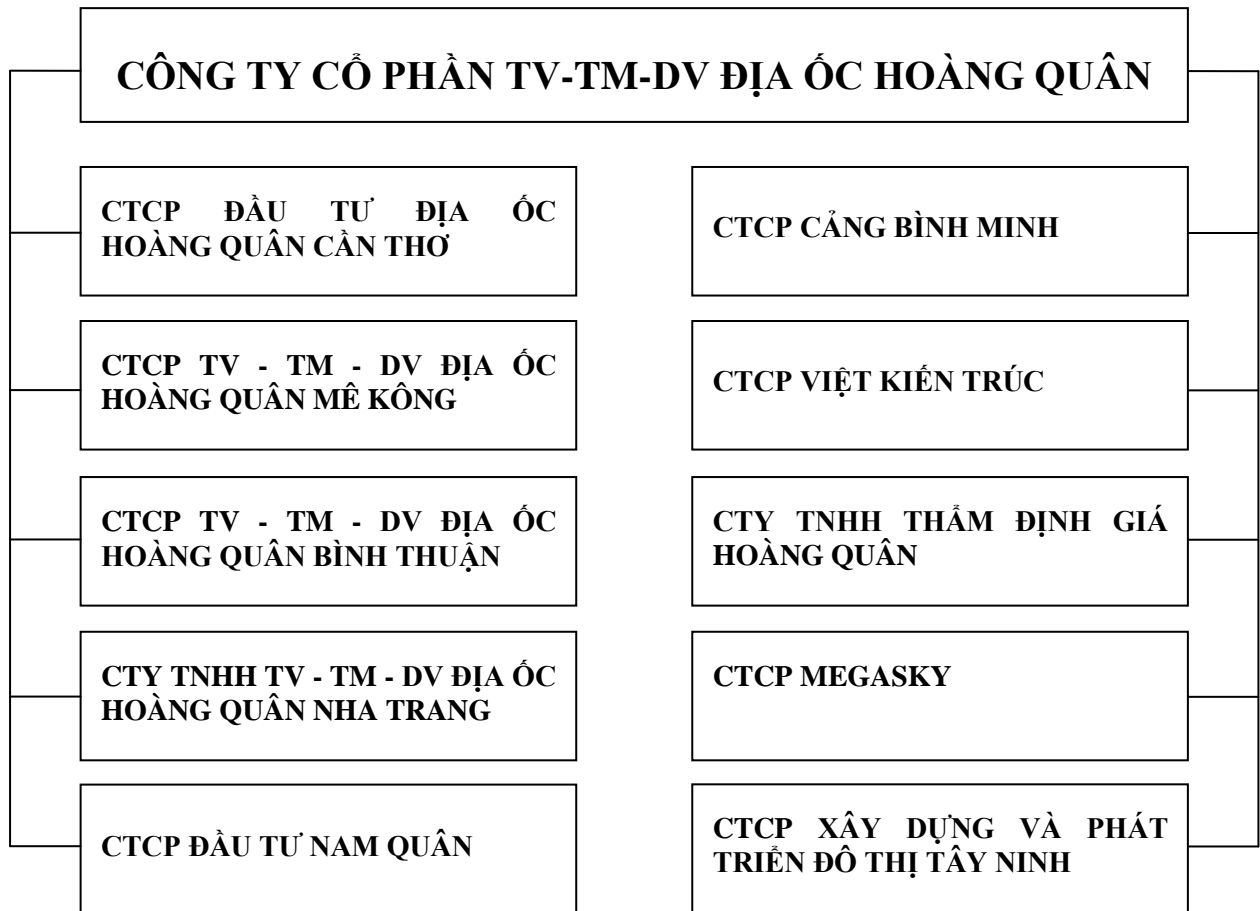 CÔNG TY CỔ PHẦN TV-TM-DV ĐỊA ỐC HOÀNG QUÂN
CTCP ĐẦU TƯ ĐỊA ỐC
HOÀNG QUÂN CẦN THƠ
CTCP CẢNG BÌNH MINH
CTCP TV - TM - DV ĐỊA ỐC
HOÀNG QUÂN MÊ KÔNG
CTCP VIỆT KIẾN TRÚC
CTCP TV - TM - DV ĐỊA ỐC
HOÀNG QUÂN BÌNH THUẬN
CTY TNHH THẨM ĐỊNH GIÁ
HOÀNG QUÂN
CTY TNHH TV - TM - DV ĐỊA ỐC
HOÀNG QUÂN NHA TRANG
CTCP MEGASKY
CTCP ĐẦU TƯ NAM QUÂN
CTCP XÂY DỰNG VÀ PHÁT
TRIỂN ĐÔ THỊ TÂY NINH